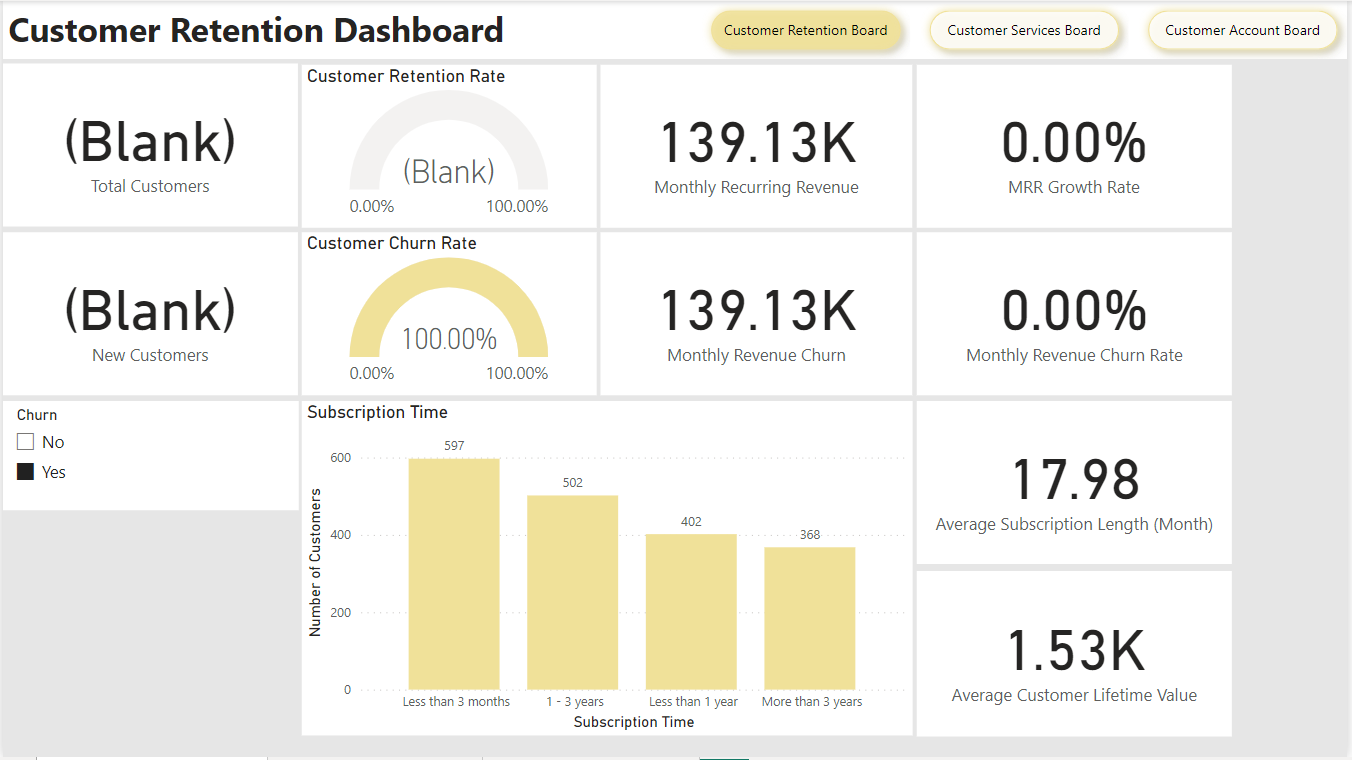 Customer Retention Dashboard
Customer Retention Board
Customer Services Board
Customer Account Board
(Blank)
Total Customers
Customer Retention Rate
(Blank)
0.00%
100.00%
139.13K
Monthly Recurring Revenue
0.00%
MRR Growth Rate
(Blank)
New Customers
Customer Churn Rate
100.00%
0.00%
100.00%
139.13K
Monthly Revenue Churn
0.00%
Monthly Revenue Churn Rate
Churn
No
Yes
Subscription Time
Number of Customers
600
400
200
0
597
502
402
368
Less than 3 months
1 - 3 years
Less than 1 year
More than 3 years
Subscription Time
17.98
Average Subscription Length (Month)
1.53K
Average Customer Lifetime Value